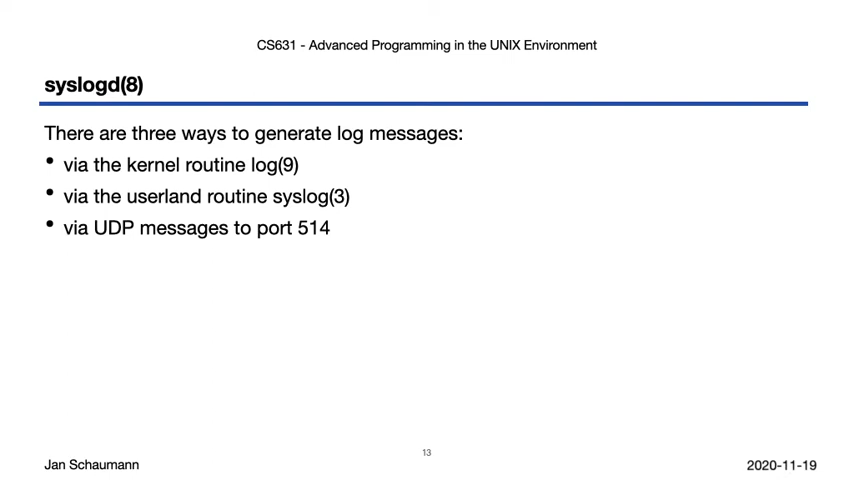 CS631 - Advanced Programming in the UNIX Environment
syslogd(8)
There are three ways to generate log messages:
• via the kernel routine log(9)
• via the userland routine syslog(3)
• via UDP messages to port 514
13
Jan Schaumann
2020-11-19